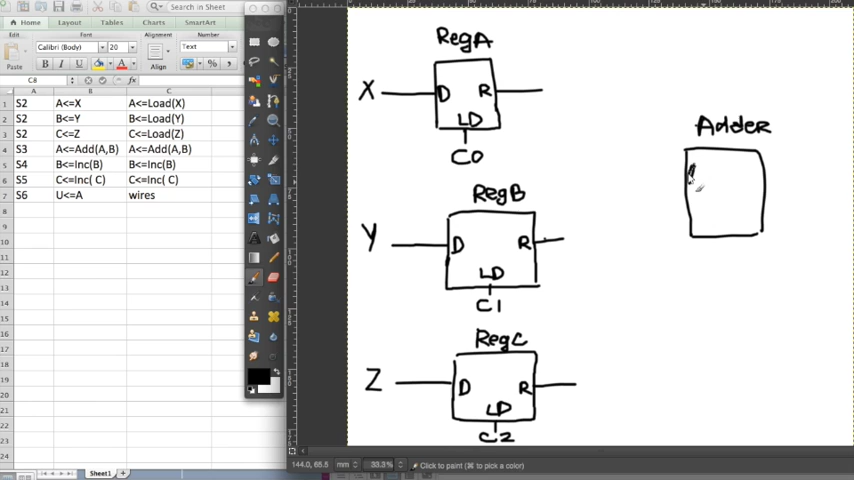 Search in Sheet
Home Layout Tables Charts SmartArt
Edit Font Alignment Number
Calibri (Body) 20 Text
Paste B I U A Align %
C8 fx
A B C
1 S2 A<=X A<=Load(X)
2 S2 B<=Y B<=Load(Y)
3 S2 C<=Z C<=Load(Z)
4 S3 A<=Add(A,B) A<=Add(A,B)
5 S4 B<=Inc(B) B<=Inc(B)
6 S5 C<=Inc( C) C<=Inc( C)
7 S6 U<=A wires
8
9
10
11
12
13
14
15
16
17
18
19
20
21
22
23
24
Sheet1
RegA
X D R
LD
C0
RegB
Y D R
LD
C1
RegC
Z D R
LD
C2
Adder
144.0, 65.5 mm 33.3% Click to paint (⌘ to pick a color)